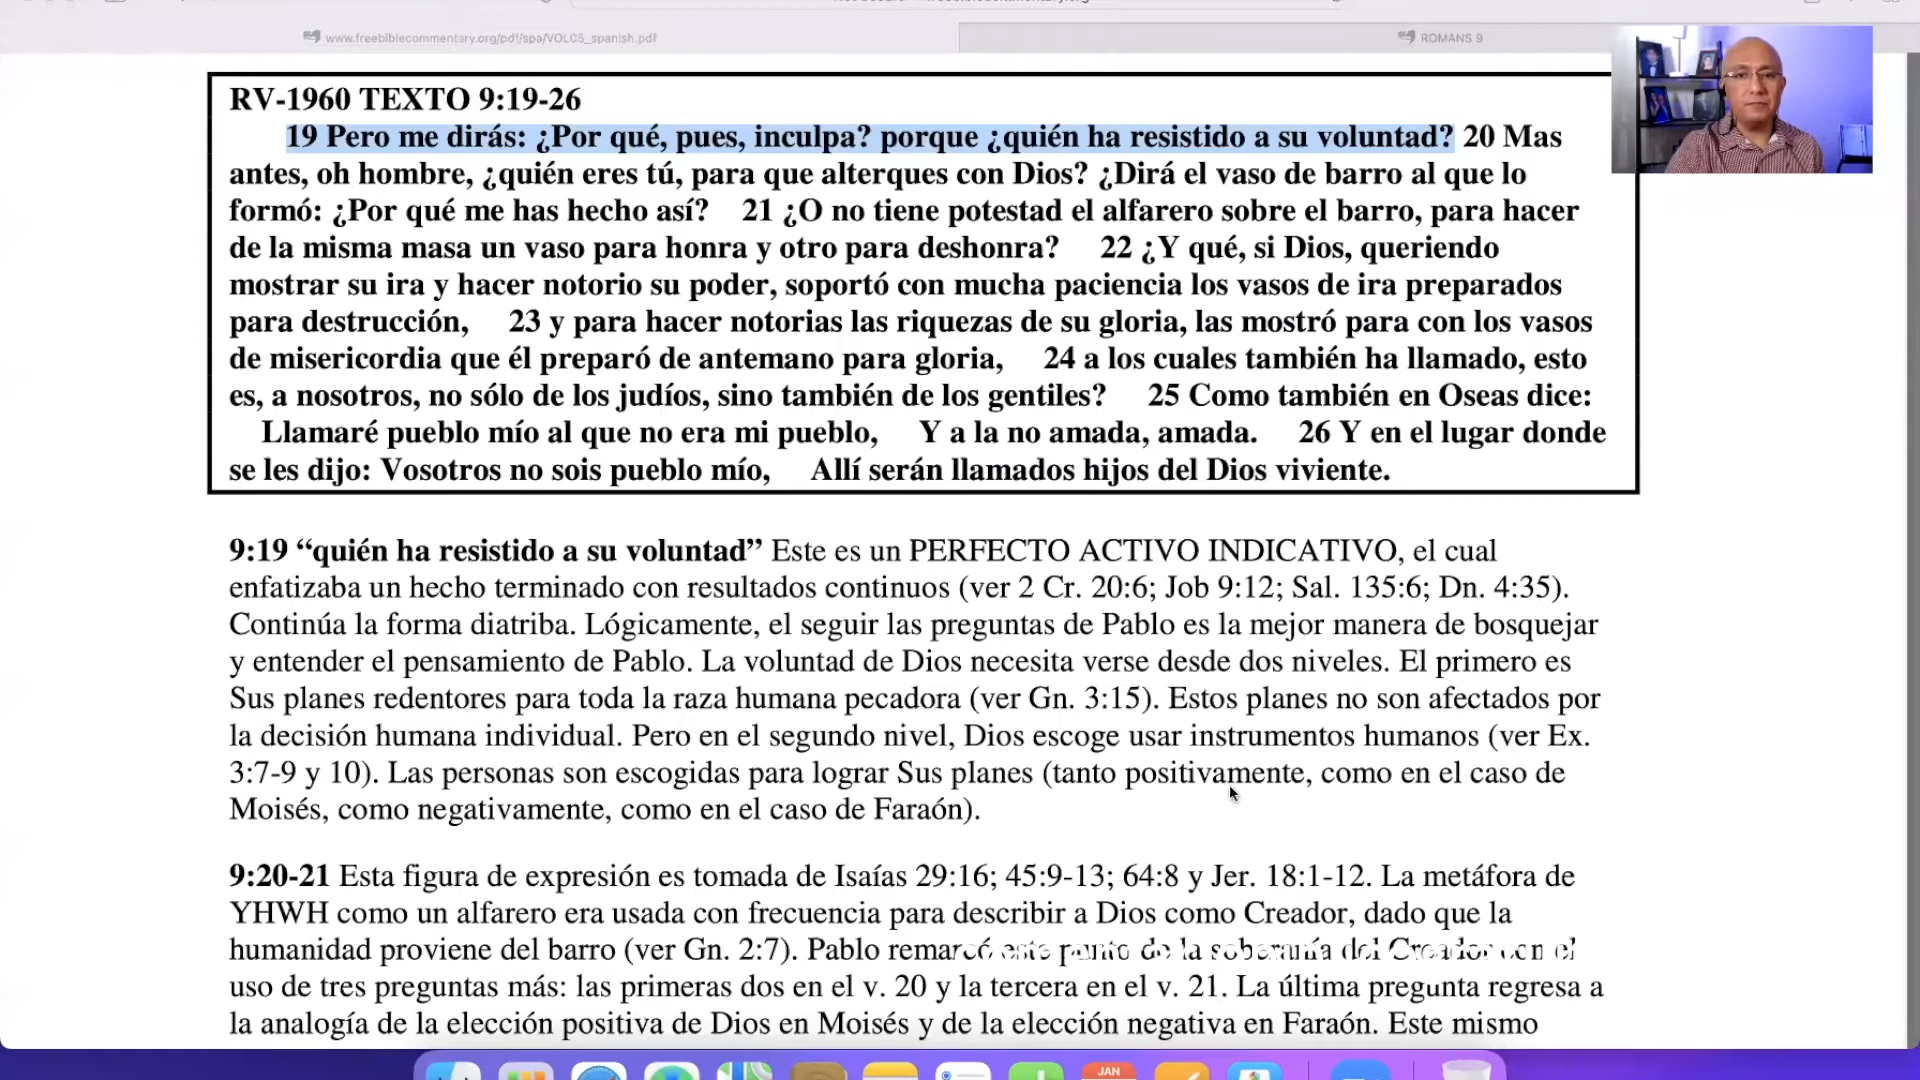 www.freebiblecommentary.org/pdf/spa/VOL05_spanish.pdf
ROMANS 9
RV-1960 TEXTO 9:19-26
19 Pero me dirás: ¿Por qué, pues, inculpa? porque ¿quién ha resistido a su voluntad? 20 Mas
antes, oh hombre, ¿quién eres tú, para que alterques con Dios? ¿Dirá el vaso de barro al que lo
formó: ¿Por qué me has hecho así? 21 ¿O no tiene potestad el alfarero sobre el barro, para hacer
de la misma masa un vaso para honra y otro para deshonra? 22 ¿Y qué, si Dios, queriendo
mostrar su ira y hacer notorio su poder, soportó con mucha paciencia los vasos de ira preparados
para destrucción, 23 y para hacer notorias las riquezas de su gloria, las mostró para con los vasos
de misericordia que él preparó de antemano para gloria, 24 a los cuales también ha llamado, esto
es, a nosotros, no sólo de los judíos, sino también de los gentiles? 25 Como también en Oseas dice:
Llamaré pueblo mío al que no era mi pueblo, Y a la no amada, amada. 26 Y en el lugar donde
se les dijo: Vosotros no sois pueblo mío, Allí serán llamados hijos del Dios viviente.
9:19 “quién ha resistido a su voluntad” Este es un PERFECTO ACTIVO INDICATIVO, el cual
enfatizaba un hecho terminado con resultados continuos (ver 2 Cr. 20:6; Job 9:12; Sal. 135:6; Dn. 4:35).
Continúa la forma diatriba. Lógicamente, el seguir las preguntas de Pablo es la mejor manera de bosquejar
y entender el pensamiento de Pablo. La voluntad de Dios necesita verse desde dos niveles. El primero es
Sus planes redentores para toda la raza humana pecadora (ver Gn. 3:15). Estos planes no son afectados por
la decisión humana individual. Pero en el segundo nivel, Dios escoge usar instrumentos humanos (ver Ex.
3:7-9 y 10). Las personas son escogidas para lograr Sus planes (tanto positivamente, como en el caso de
Moisés, como negativamente, como en el caso de Faraón).
9:20-21 Esta figura de expresión es tomada de Isaías 29:16; 45:9-13; 64:8 y Jer. 18:1-12. La metáfora de
YHWH como un alfarero era usada con frecuencia para describir a Dios como Creador, dado que la
humanidad proviene del barro (ver Gn. 2:7). Pablo remarcó este punto de la soberanía del Creador con el
uso de tres preguntas más: las primeras dos en el v. 20 y la tercera en el v. 21. La última pregunta regresa a
la analogía de la elección positiva de Dios en Moisés y de la elección negativa en Faraón. Este mismo
JAN